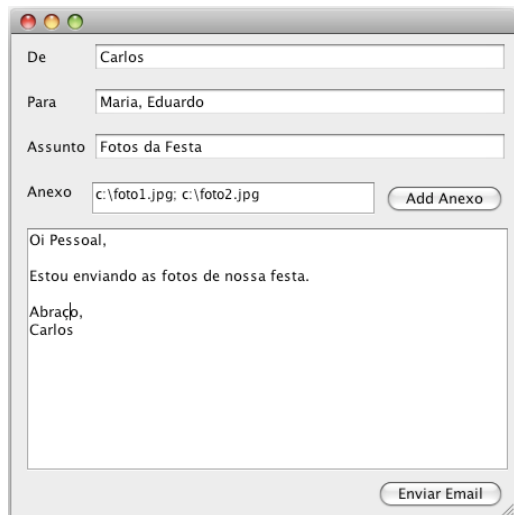 De Carlos
Para Maria, Eduardo
Assunto Fotos da Festa
Anexo c:\foto1.jpg; c:\foto2.jpg Add Anexo
Oi Pessoal,
Estou enviando as fotos de nossa festa.
Abraço,
Carlos
Enviar Email